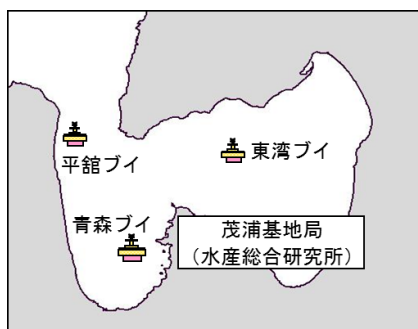 平舘ブイ
東湾ブイ
青森ブイ
茂浦基地局
（水産総合研究所）